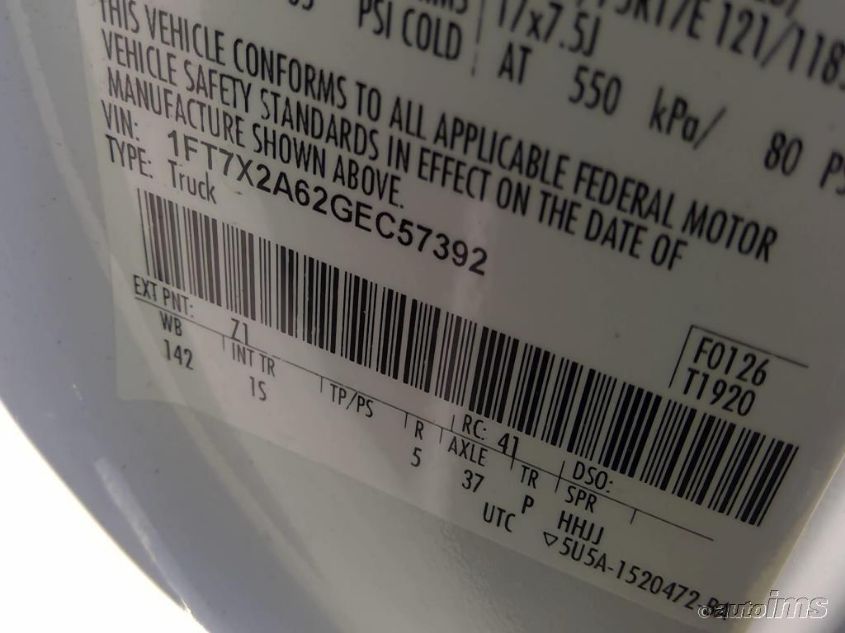 PSI COLD
17x7.5J
AT 550 kPa/ 80
THIS VEHICLE CONFORMS TO ALL APPLICABLE FEDERAL MOTOR
VEHICLE SAFETY STANDARDS IN EFFECT ON THE DATE OF
MANUFACTURE SHOWN ABOVE.
VIN: 1FT7X2A62GEC57392
TYPE: Truck
F0126
T1920
EXT PNT: Z1
RC: 41
DSO:
WB
INT TR
TP/PS
R
AXLE
TR
SPR
142
15
5
37
P
HHJJ
UTC
5U5A-1520472
autoims